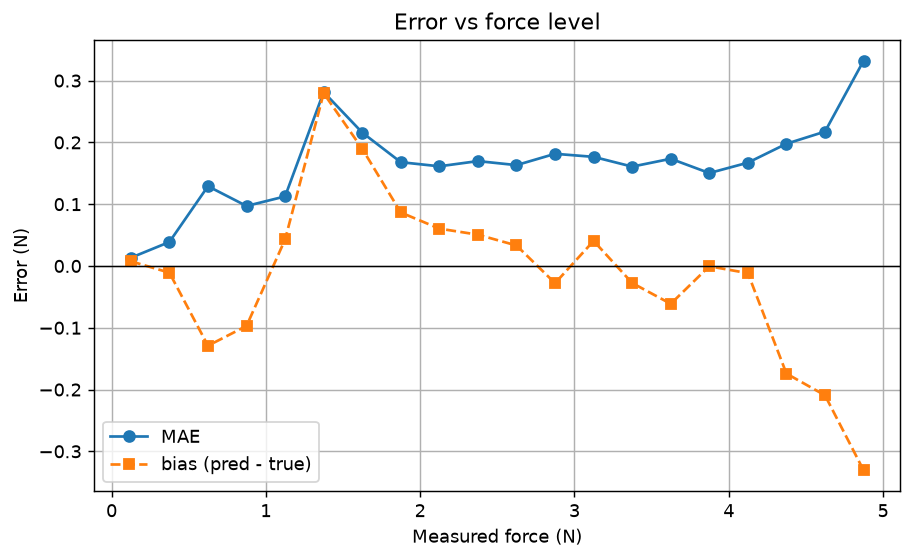 Error vs force level
Error (N)
0.3
0.2
0.1
0.0
−0.1
−0.2
−0.3
MAE
bias (pred - true)
0 1 2 3 4 5
Measured force (N)